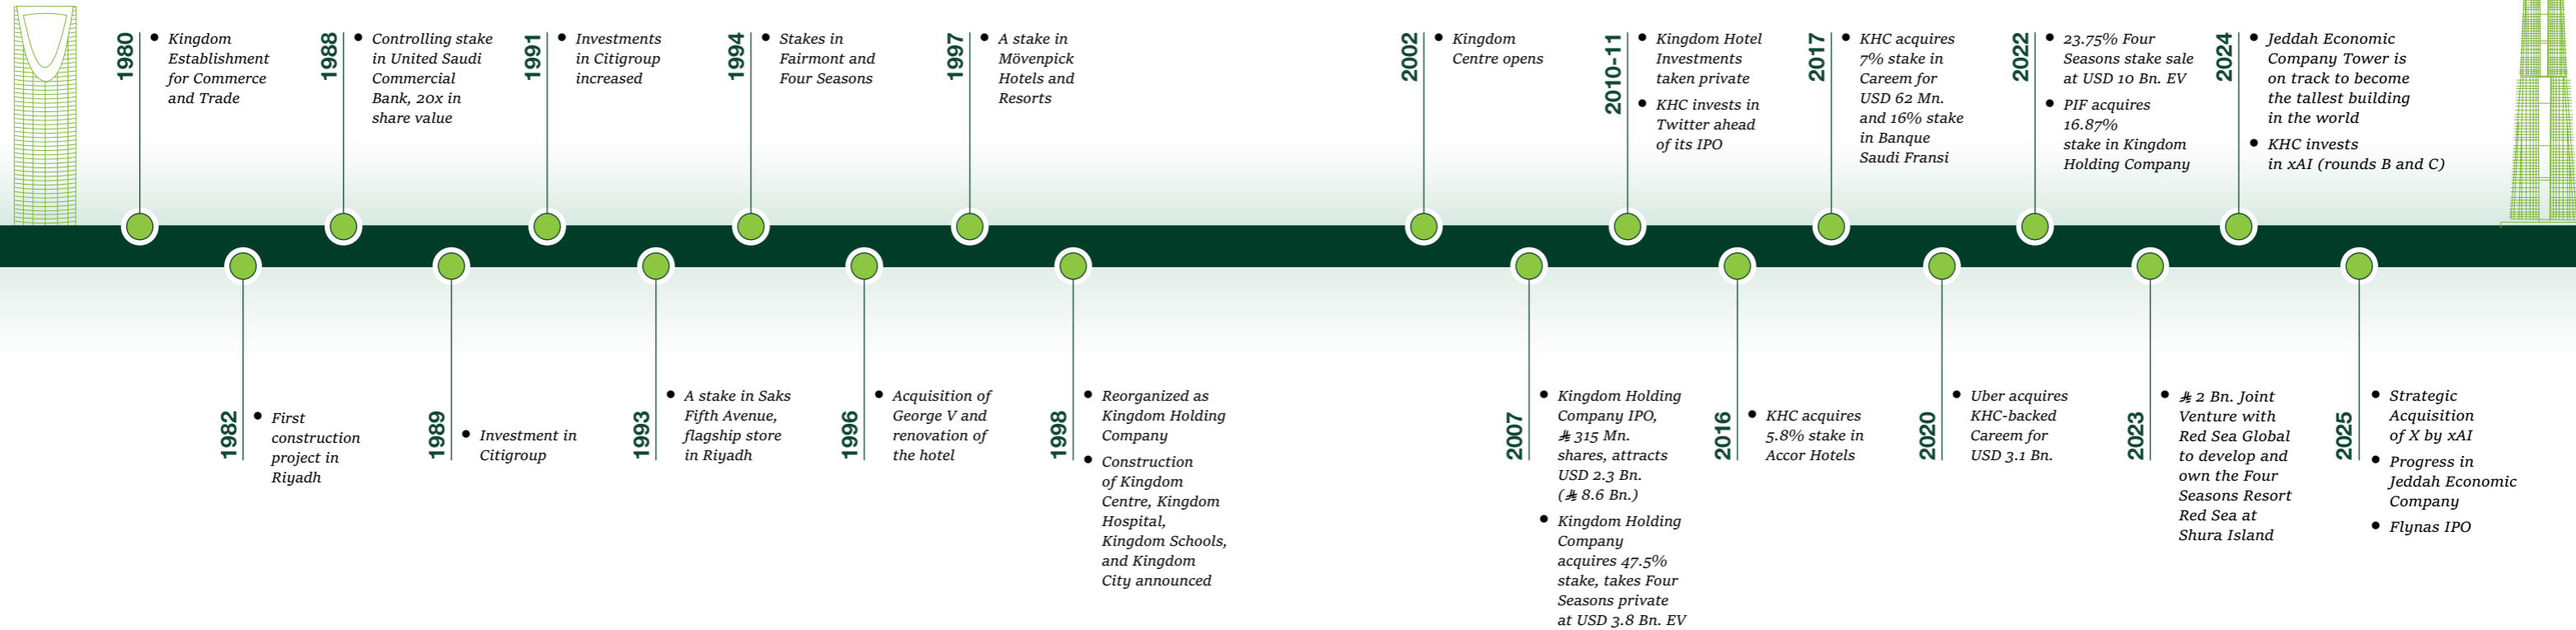 1980
Kingdom
Establishment
for Commerce
and Trade
1982
First
construction
project in
Riyadh
1988
Controlling stake
in United Saudi
Commercial
Bank, 20x in
share value
1989
Investment in
Citigroup
1991
Investments
in Citigroup
increased
1993
A stake in Saks
Fifth Avenue,
flagship store
in Riyadh
1994
Stakes in
Fairmont and
Four Seasons
1996
Acquisition of
George V and
renovation of
the hotel
1997
A stake in
Mövenpick
Hotels and
Resorts
1998
Reorganized as
Kingdom Holding
Company
Construction
of Kingdom
Centre, Kingdom
Hospital,
Kingdom Schools,
and Kingdom
City announced
2002
Kingdom
Centre opens
2007
Kingdom Holding
Company IPO,
⃁ 315 Mn.
shares, attracts
USD 2.3 Bn.
(⃁ 8.6 Bn.)
Kingdom Holding
Company
acquires 47.5%
stake, takes Four
Seasons private
at USD 3.8 Bn. EV
2010-11
Kingdom Hotel
Investments
taken private
KHC invests in
Twitter ahead
of its IPO
2016
KHC acquires
5.8% stake in
Accor Hotels
2017
KHC acquires
7% stake in
Careem for
USD 62 Mn.
and 16% stake
in Banque
Saudi Fransi
2020
Uber acquires
KHC-backed
Careem for
USD 3.1 Bn.
2022
23.75% Four
Seasons stake sale
at USD 10 Bn. EV
PIF acquires
16.87%
stake in Kingdom
Holding Company
2023
⃁ 2 Bn. Joint
Venture with
Red Sea Global
to develop and
own the Four
Seasons Resort
Red Sea at
Shura Island
2024
Jeddah Economic
Company Tower is
on track to become
the tallest building
in the world
KHC invests
in xAI (rounds B and C)
2025
Strategic
Acquisition
of X by xAI
Progress in
Jeddah Economic
Company
Flynas IPO